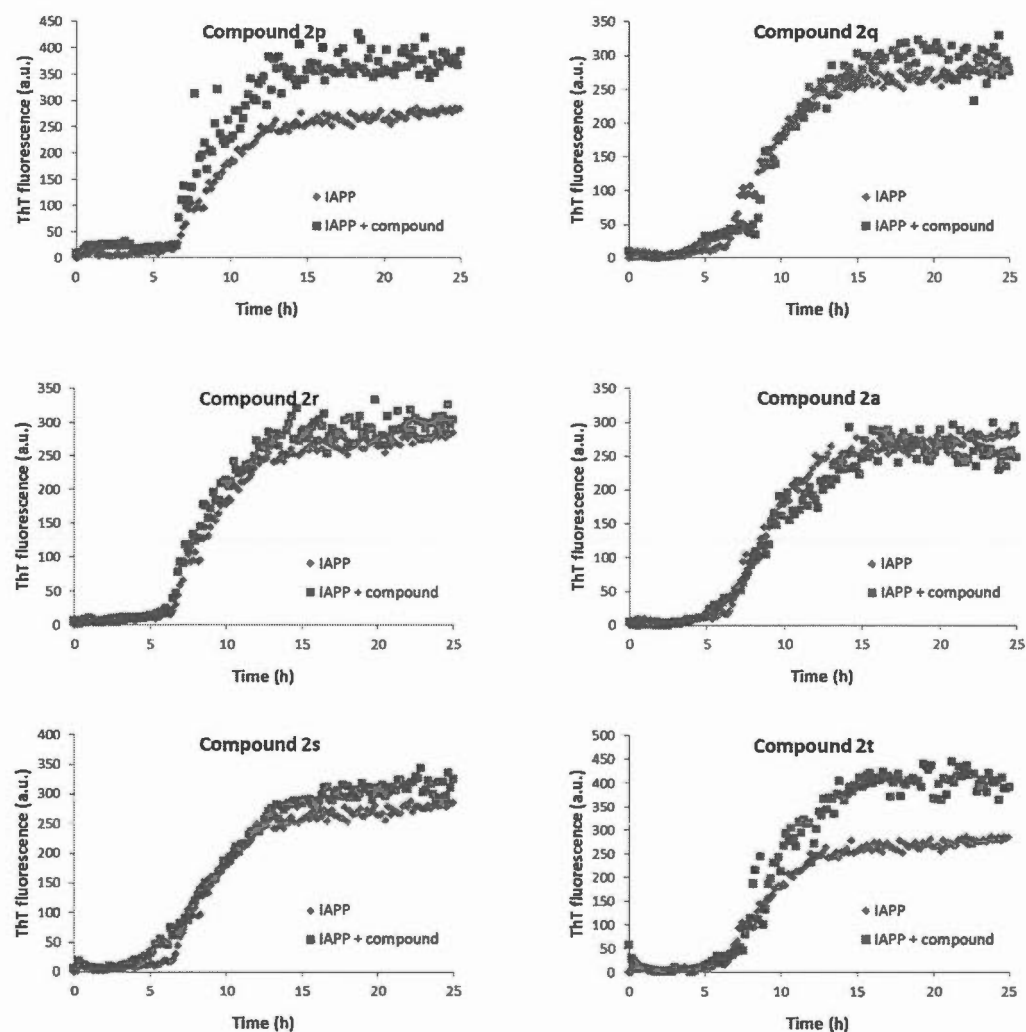 Compound 2p
ThT fluorescence (a.u.)
450
400
350
300
250
200
150
100
50
0
IAPP
IAPP + compound
0 5 10 15 20 25
Time (h)
Compound 2q
ThT fluorescence (a.u.)
350
300
250
200
150
100
50
0
IAPP
IAPP + compound
0 5 10 15 20 25
Time (h)
Compound 2r
ThT fluorescence (a.u.)
350
300
250
200
150
100
50
0
IAPP
IAPP + compound
0 5 10 15 20 25
Time (h)
Compound 2a
ThT fluorescence (a.u.)
350
300
250
200
150
100
50
0
IAPP
IAPP + compound
0 5 10 15 20 25
Time (h)
Compound 2s
ThT fluorescence (a.u.)
400
350
300
250
200
150
100
50
0
IAPP
IAPP + compound
0 5 10 15 20 25
Time (h)
Compound 2t
ThT fluorescence (a.u.)
500
450
400
350
300
250
200
150
100
50
0
IAPP
IAPP + compound
0 5 10 15 20 25
Time (h)